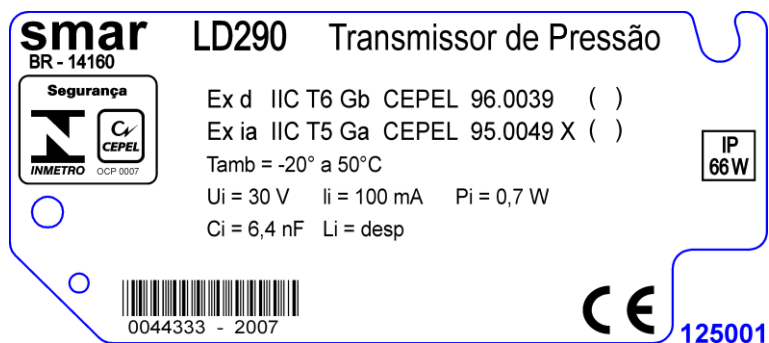 smar LD290 Transmissor de Pressão
BR - 14160
Segurança
INMETRO
CEPEL
OCP 0007
Ex d IIC T6 Gb CEPEL 96.0039 ( )
Ex ia IIC T5 Ga CEPEL 95.0049 X ( )
Tamb = -20° a 50°C
Ui = 30 V Ii = 100 mA Pi = 0,7 W
Ci = 6,4 nF Li = desp
IP
66W
0044333 - 2007
CE
125001